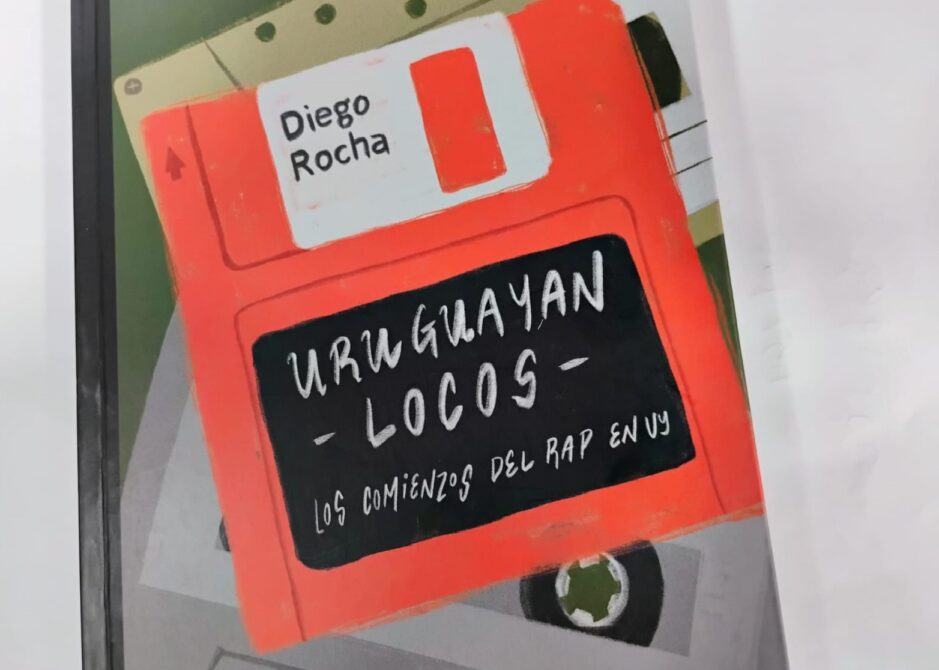 Diego
Rocha
URUGUAYAN
- LOCOS -
LOS COMiENZOS DEL RAP EN UY